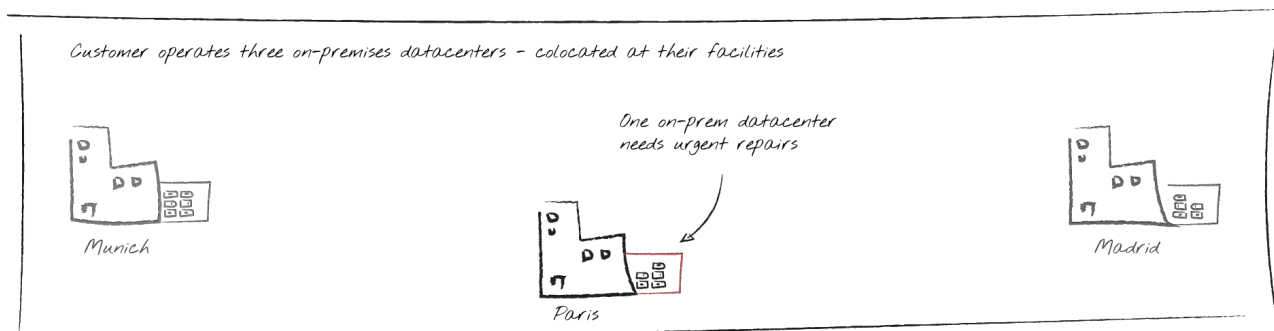 Customer operates three on-premises datacenters - colocated at their facilities
One on-prem datacenter
needs urgent repairs
Munich
Paris
Madrid